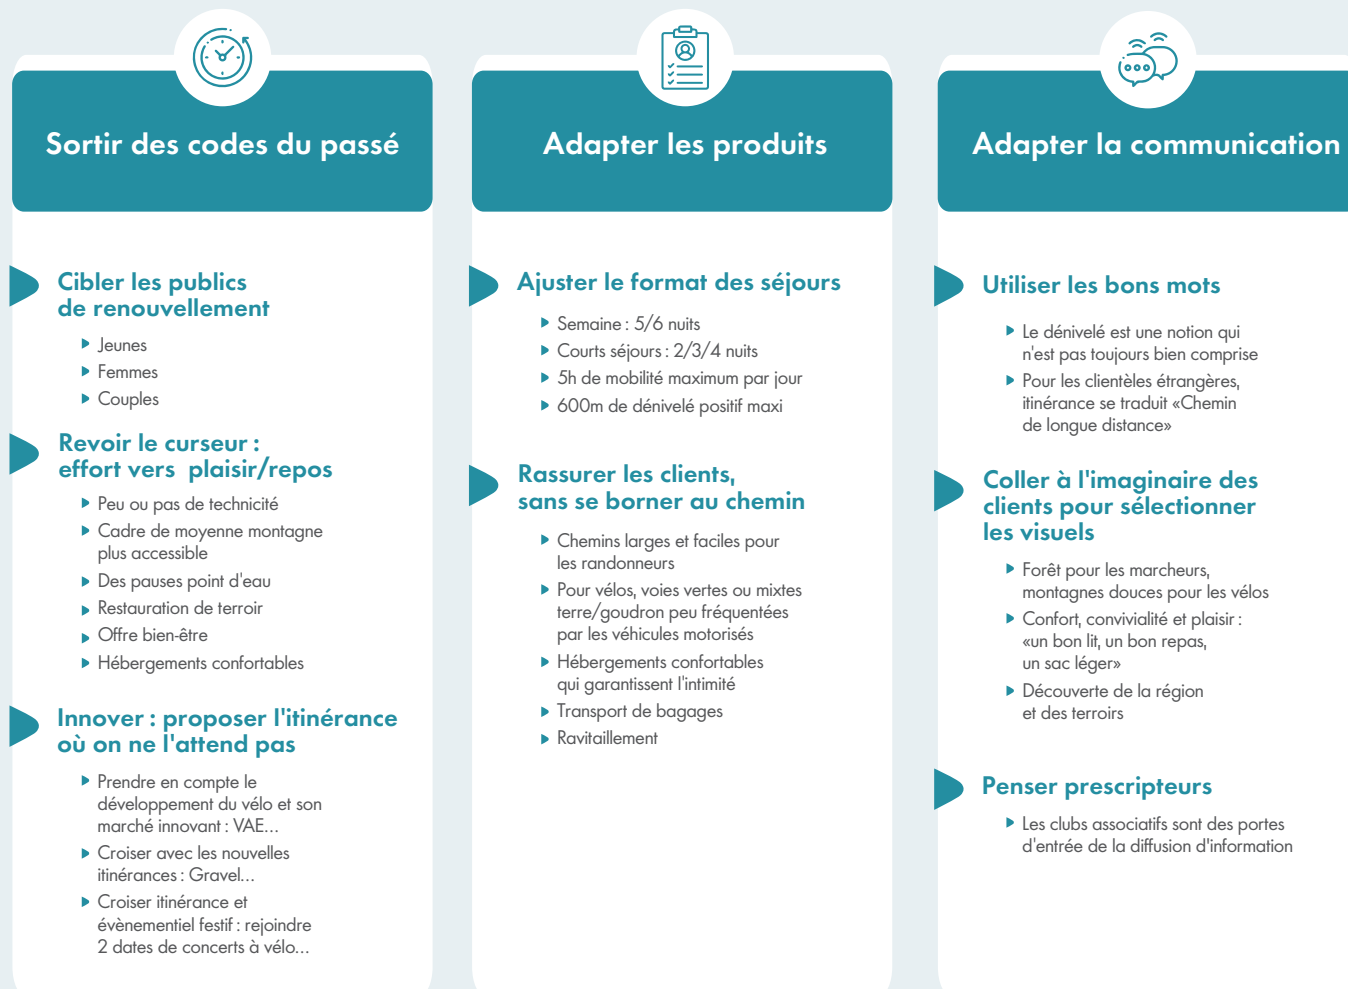 Sortir des codes du passé
Cibler les publics
de renouvellement
Jeunes
Femmes
Couples
Revoir le curseur :
effort vers plaisir/repos
Peu ou pas de technicité
Cadre de moyenne montagne
plus accessible
Des pauses point d'eau
Restauration de terroir
Offre bien-être
Hébergements confortables
Innover : proposer l'itinérance
où on ne l'attend pas
Prendre en compte le
développement du vélo et son
marché innovant : VAE...
Croiser avec les nouvelles
itinérances : Gravel...
Croiser itinérance et
évènementiel festif : rejoindre
2 dates de concerts à vélo...
Adapter les produits
Ajuster le format des séjours
Semaine : 5/6 nuits
Courts séjours : 2/3/4 nuits
5h de mobilité maximum par jour
600m de dénivelé positif maxi
Rassurer les clients,
sans se borner au chemin
Chemins larges et faciles pour
les randonneurs
Pour vélos, voies vertes ou mixtes
terre/goudron peu fréquentées
par les véhicules motorisés
Hébergements confortables
qui garantissent l'intimité
Transport de bagages
Ravitaillement
Adapter la communication
Utiliser les bons mots
Le dénivelé est une notion qui
n'est pas toujours bien comprise
Pour les clientèles étrangères,
itinérance se traduit «Chemin
de longue distance»
Coller à l'imaginaire des
clients pour sélectionner
les visuels
Forêt pour les marcheurs,
montagnes douces pour les vélos
Confort, convivialité et plaisir :
«un bon lit, un bon repas,
un sac léger»
Découverte de la région
et des terroirs
Penser prescripteurs
Les clubs associatifs sont des portes
d'entrée de la diffusion d'information